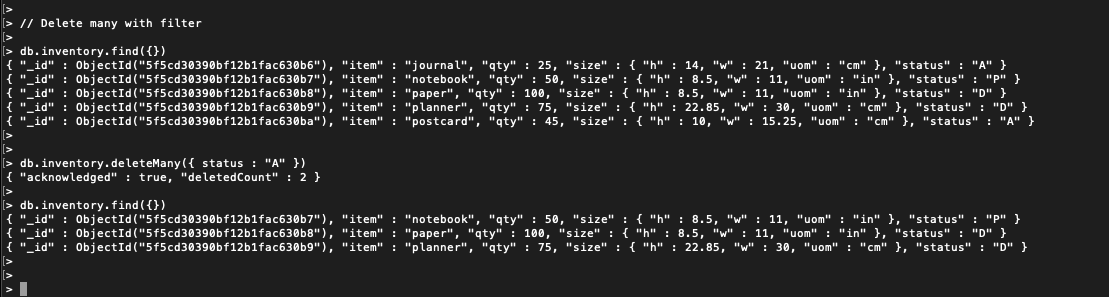 >
> // Delete many with filter
>
> db.inventory.find({})
{ "_id" : ObjectId("5f5cd30390bf12b1fac630b6"), "item" : "journal", "qty" : 25, "size" : { "h" : 14, "w" : 21, "uom" : "cm" }, "status" : "A" }
{ "_id" : ObjectId("5f5cd30390bf12b1fac630b7"), "item" : "notebook", "qty" : 50, "size" : { "h" : 8.5, "w" : 11, "uom" : "in" }, "status" : "P" }
{ "_id" : ObjectId("5f5cd30390bf12b1fac630b8"), "item" : "paper", "qty" : 100, "size" : { "h" : 8.5, "w" : 11, "uom" : "in" }, "status" : "D" }
{ "_id" : ObjectId("5f5cd30390bf12b1fac630b9"), "item" : "planner", "qty" : 75, "size" : { "h" : 22.85, "w" : 30, "uom" : "cm" }, "status" : "D" }
{ "_id" : ObjectId("5f5cd30390bf12b1fac630ba"), "item" : "postcard", "qty" : 45, "size" : { "h" : 10, "w" : 15.25, "uom" : "cm" }, "status" : "A" }
>
>
> db.inventory.deleteMany({ status : "A" })
{ "acknowledged" : true, "deletedCount" : 2 }
>
> db.inventory.find({})
{ "_id" : ObjectId("5f5cd30390bf12b1fac630b7"), "item" : "notebook", "qty" : 50, "size" : { "h" : 8.5, "w" : 11, "uom" : "in" }, "status" : "P" }
{ "_id" : ObjectId("5f5cd30390bf12b1fac630b8"), "item" : "paper", "qty" : 100, "size" : { "h" : 8.5, "w" : 11, "uom" : "in" }, "status" : "D" }
{ "_id" : ObjectId("5f5cd30390bf12b1fac630b9"), "item" : "planner", "qty" : 75, "size" : { "h" : 22.85, "w" : 30, "uom" : "cm" }, "status" : "D" }
>
>
>